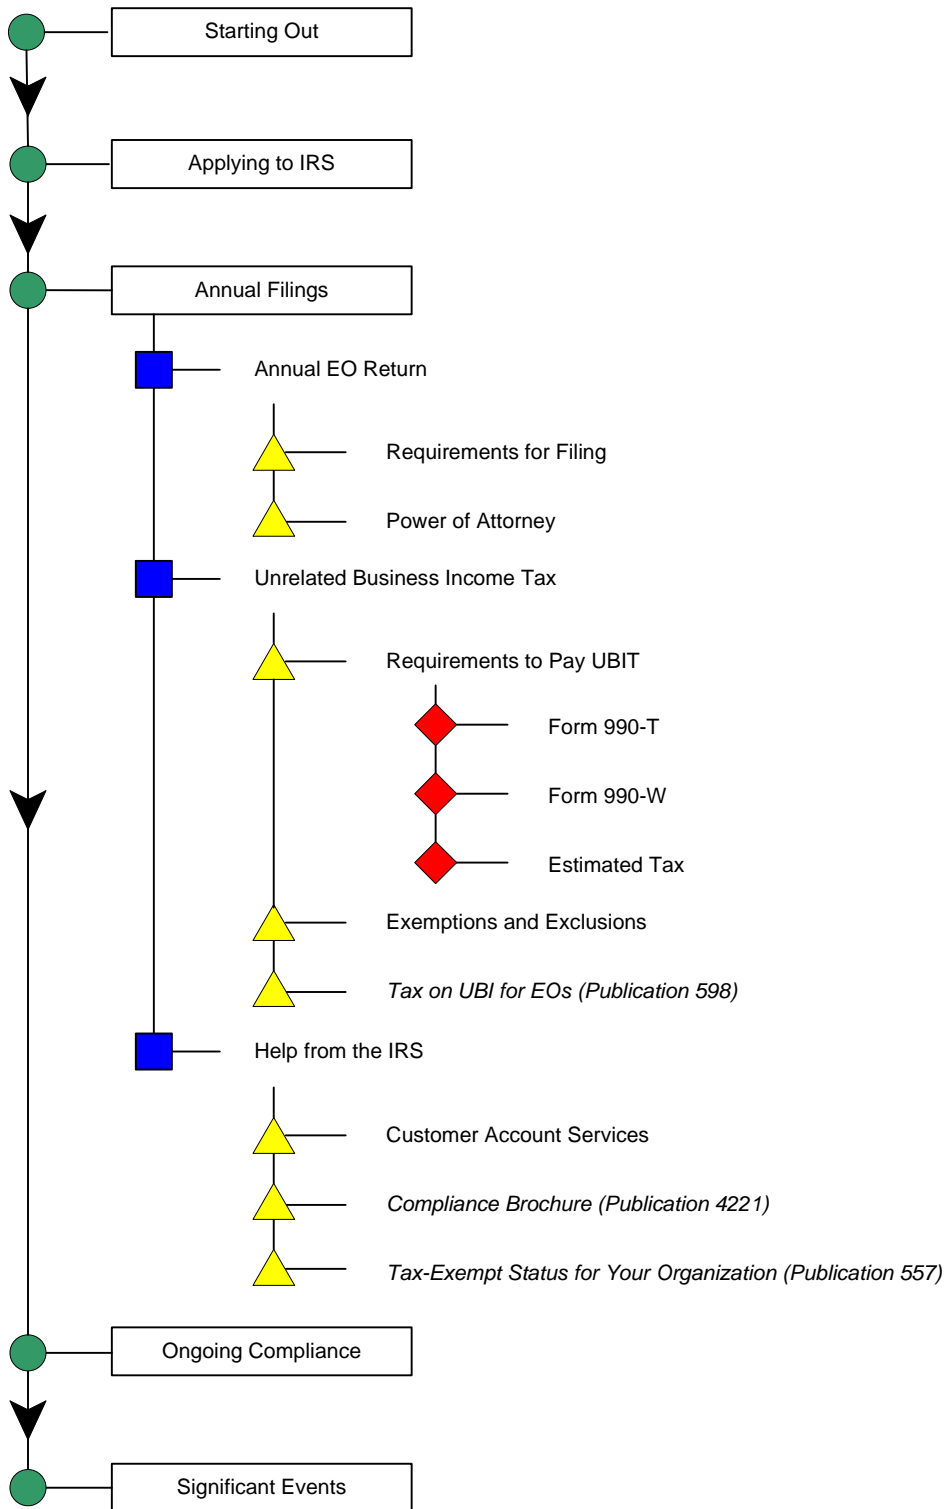 Starting Out
Applying to IRS
Annual Filings
Annual EO Return
Requirements for Filing
Power of Attorney
Unrelated Business Income Tax
Requirements to Pay UBIT
Form 990-T
Form 990-W
Estimated Tax
Exemptions and Exclusions
Tax on UBI for EOs (Publication 598)
Help from the IRS
Customer Account Services
Compliance Brochure (Publication 4221)
Tax-Exempt Status for Your Organization (Publication 557)
Ongoing Compliance
Significant Events